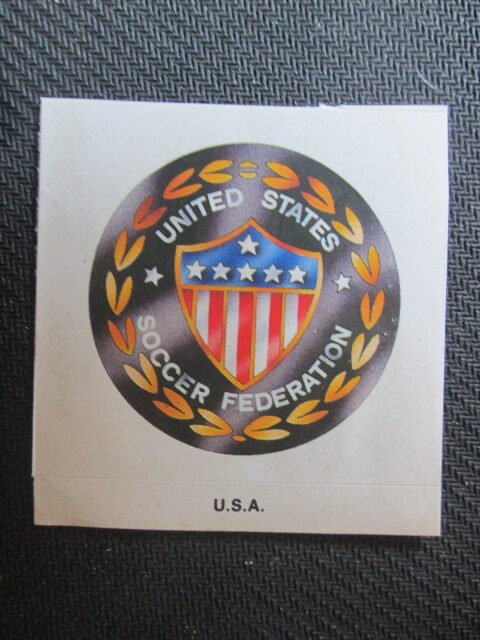 UNITED STATES
SOCCER FEDERATION
U.S.A.